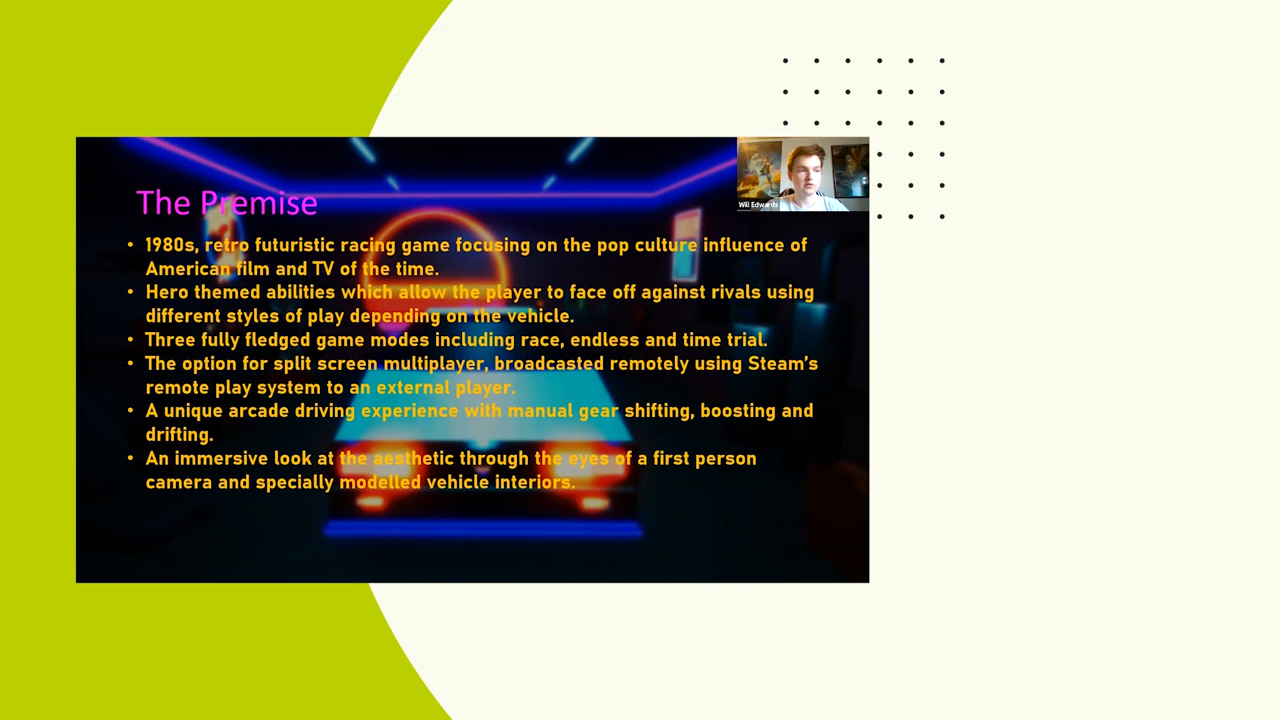 The Premise
Will Edwards
• 1980s, retro futuristic racing game focusing on the pop culture influence of
American film and TV of the time.
• Hero themed abilities which allow the player to face off against rivals using
different styles of play depending on the vehicle.
• Three fully fledged game modes including race, endless and time trial.
• The option for split screen multiplayer, broadcasted remotely using Steam's
remote play system to an external player.
• A unique arcade driving experience with manual gear shifting, boosting and
drifting.
• An immersive look at the aesthetic through the eyes of a first person
camera and specially modelled vehicle interiors.